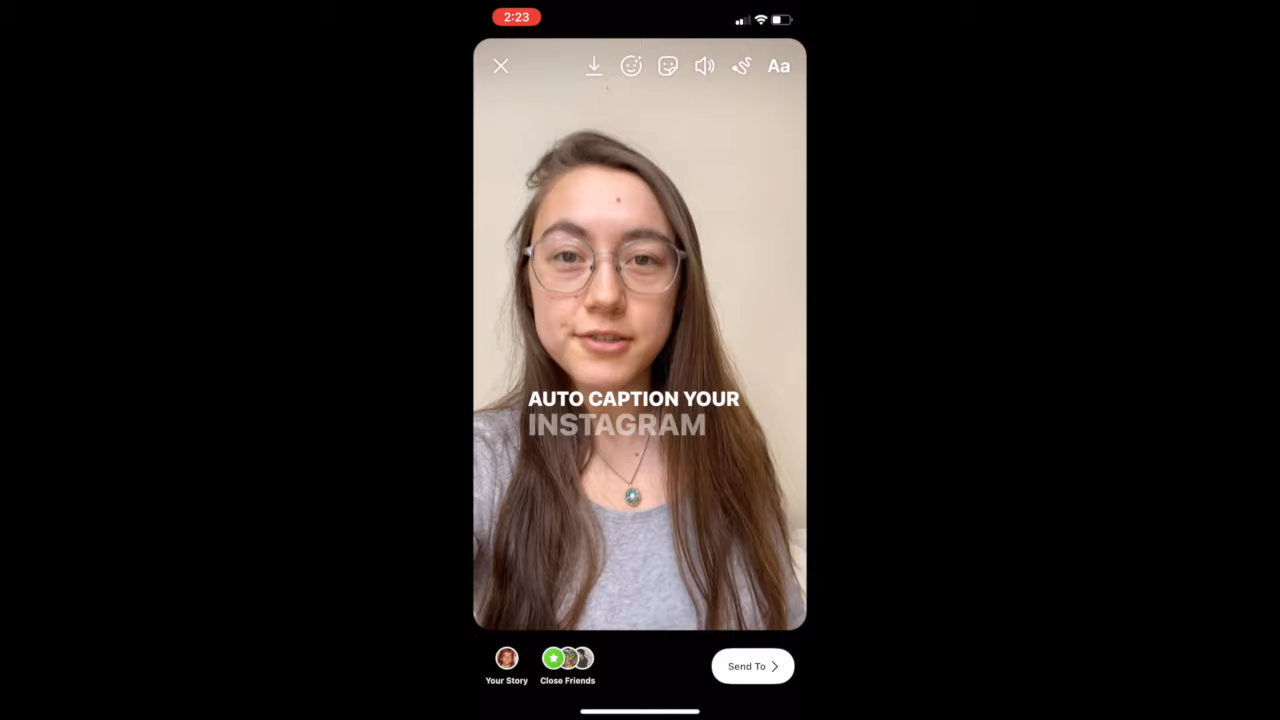 2:23
Aa
AUTO CAPTION YOUR
INSTAGRAM
Your Story
Close Friends
Send To